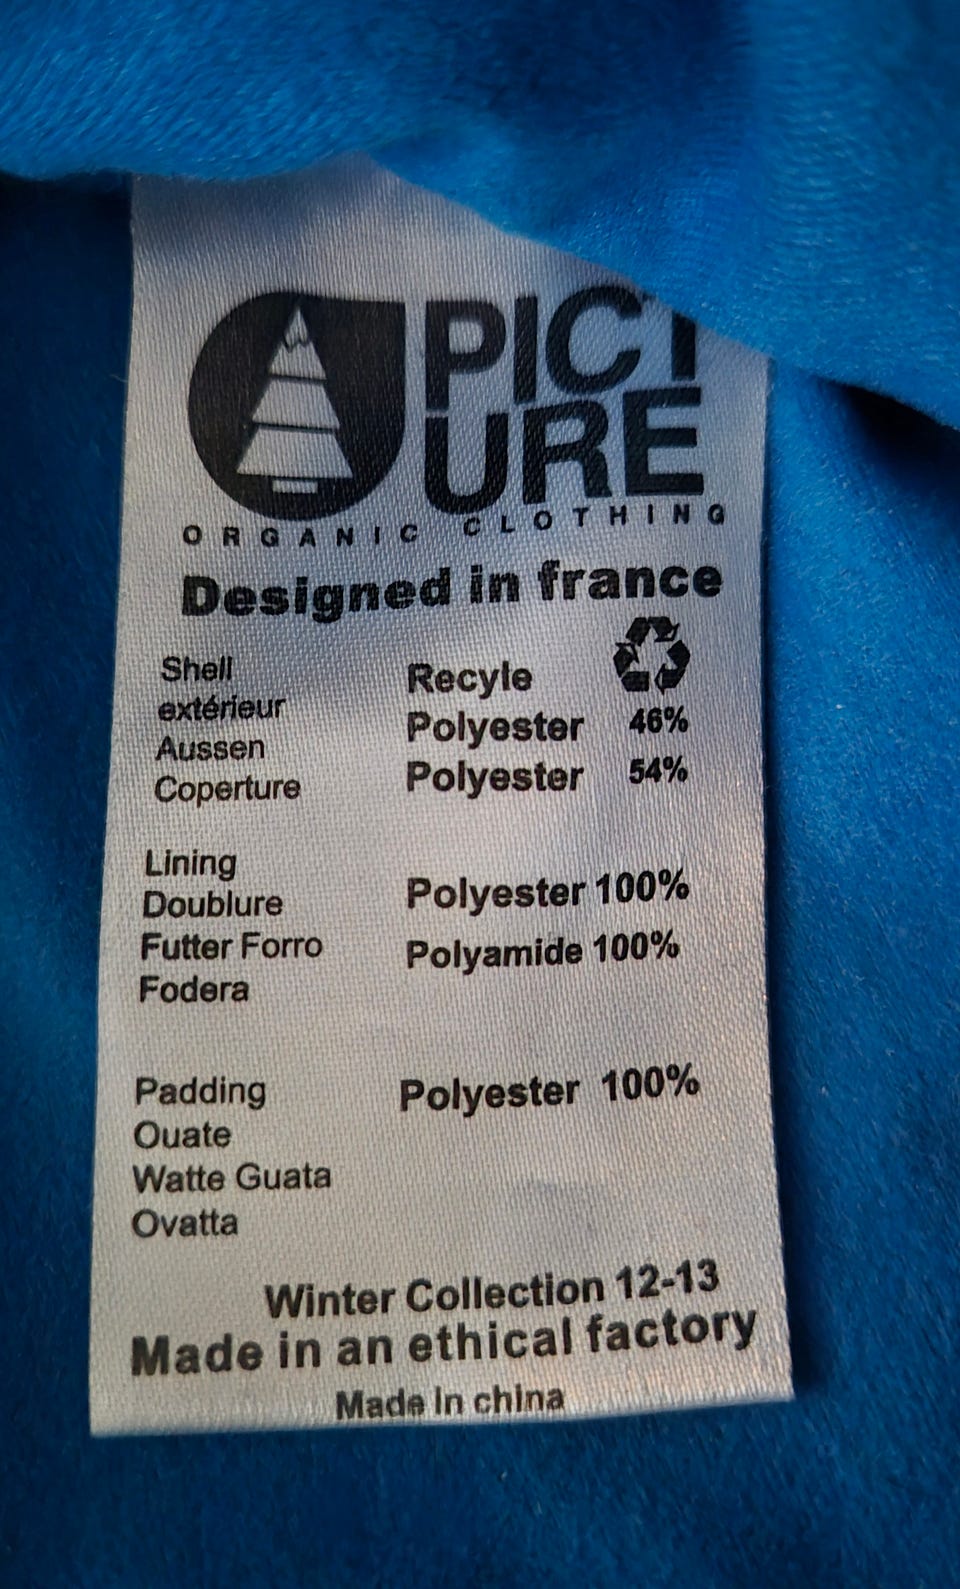 PICT
URE
ORGANIC CLOTHING
Designed in france
Shell
extérieur
Aussen
Coperture
Recyle
Polyester 46%
Polyester 54%
Lining
Doublure
Futter Forro
Fodera
Polyester 100%
Polyamide 100%
Padding
Ouate
Watte Guata
Ovatta
Polyester 100%
Winter Collection 12-13
Made in an ethical factory
Made In china